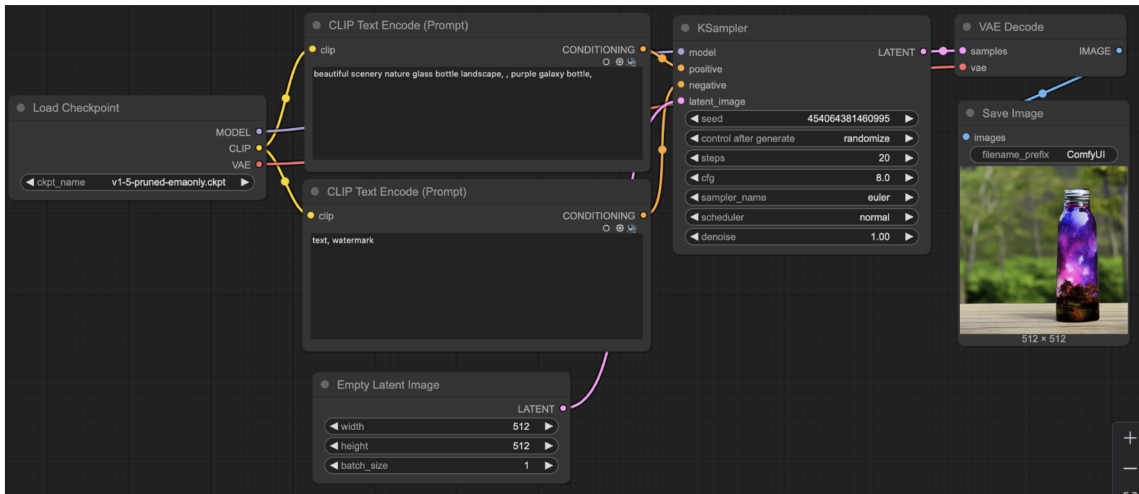 Load Checkpoint
MODEL
CLIP
VAE
ckpt_name v1-5-pruned-emaonly.ckpt
CLIP Text Encode (Prompt)
clip CONDITIONING
beautiful scenery nature glass bottle landscape, , purple galaxy bottle,
CLIP Text Encode (Prompt)
clip CONDITIONING
text, watermark
Empty Latent Image
LATENT
width 512
height 512
batch_size 1
KSampler
model LATENT
positive
negative
latent_image
seed 454064381460995
control after generate randomize
steps 20
cfg 8.0
sampler_name euler
scheduler normal
denoise 1.00
VAE Decode
samples IMAGE
vae
Save Image
images
filename_prefix ComfyUI
512 × 512